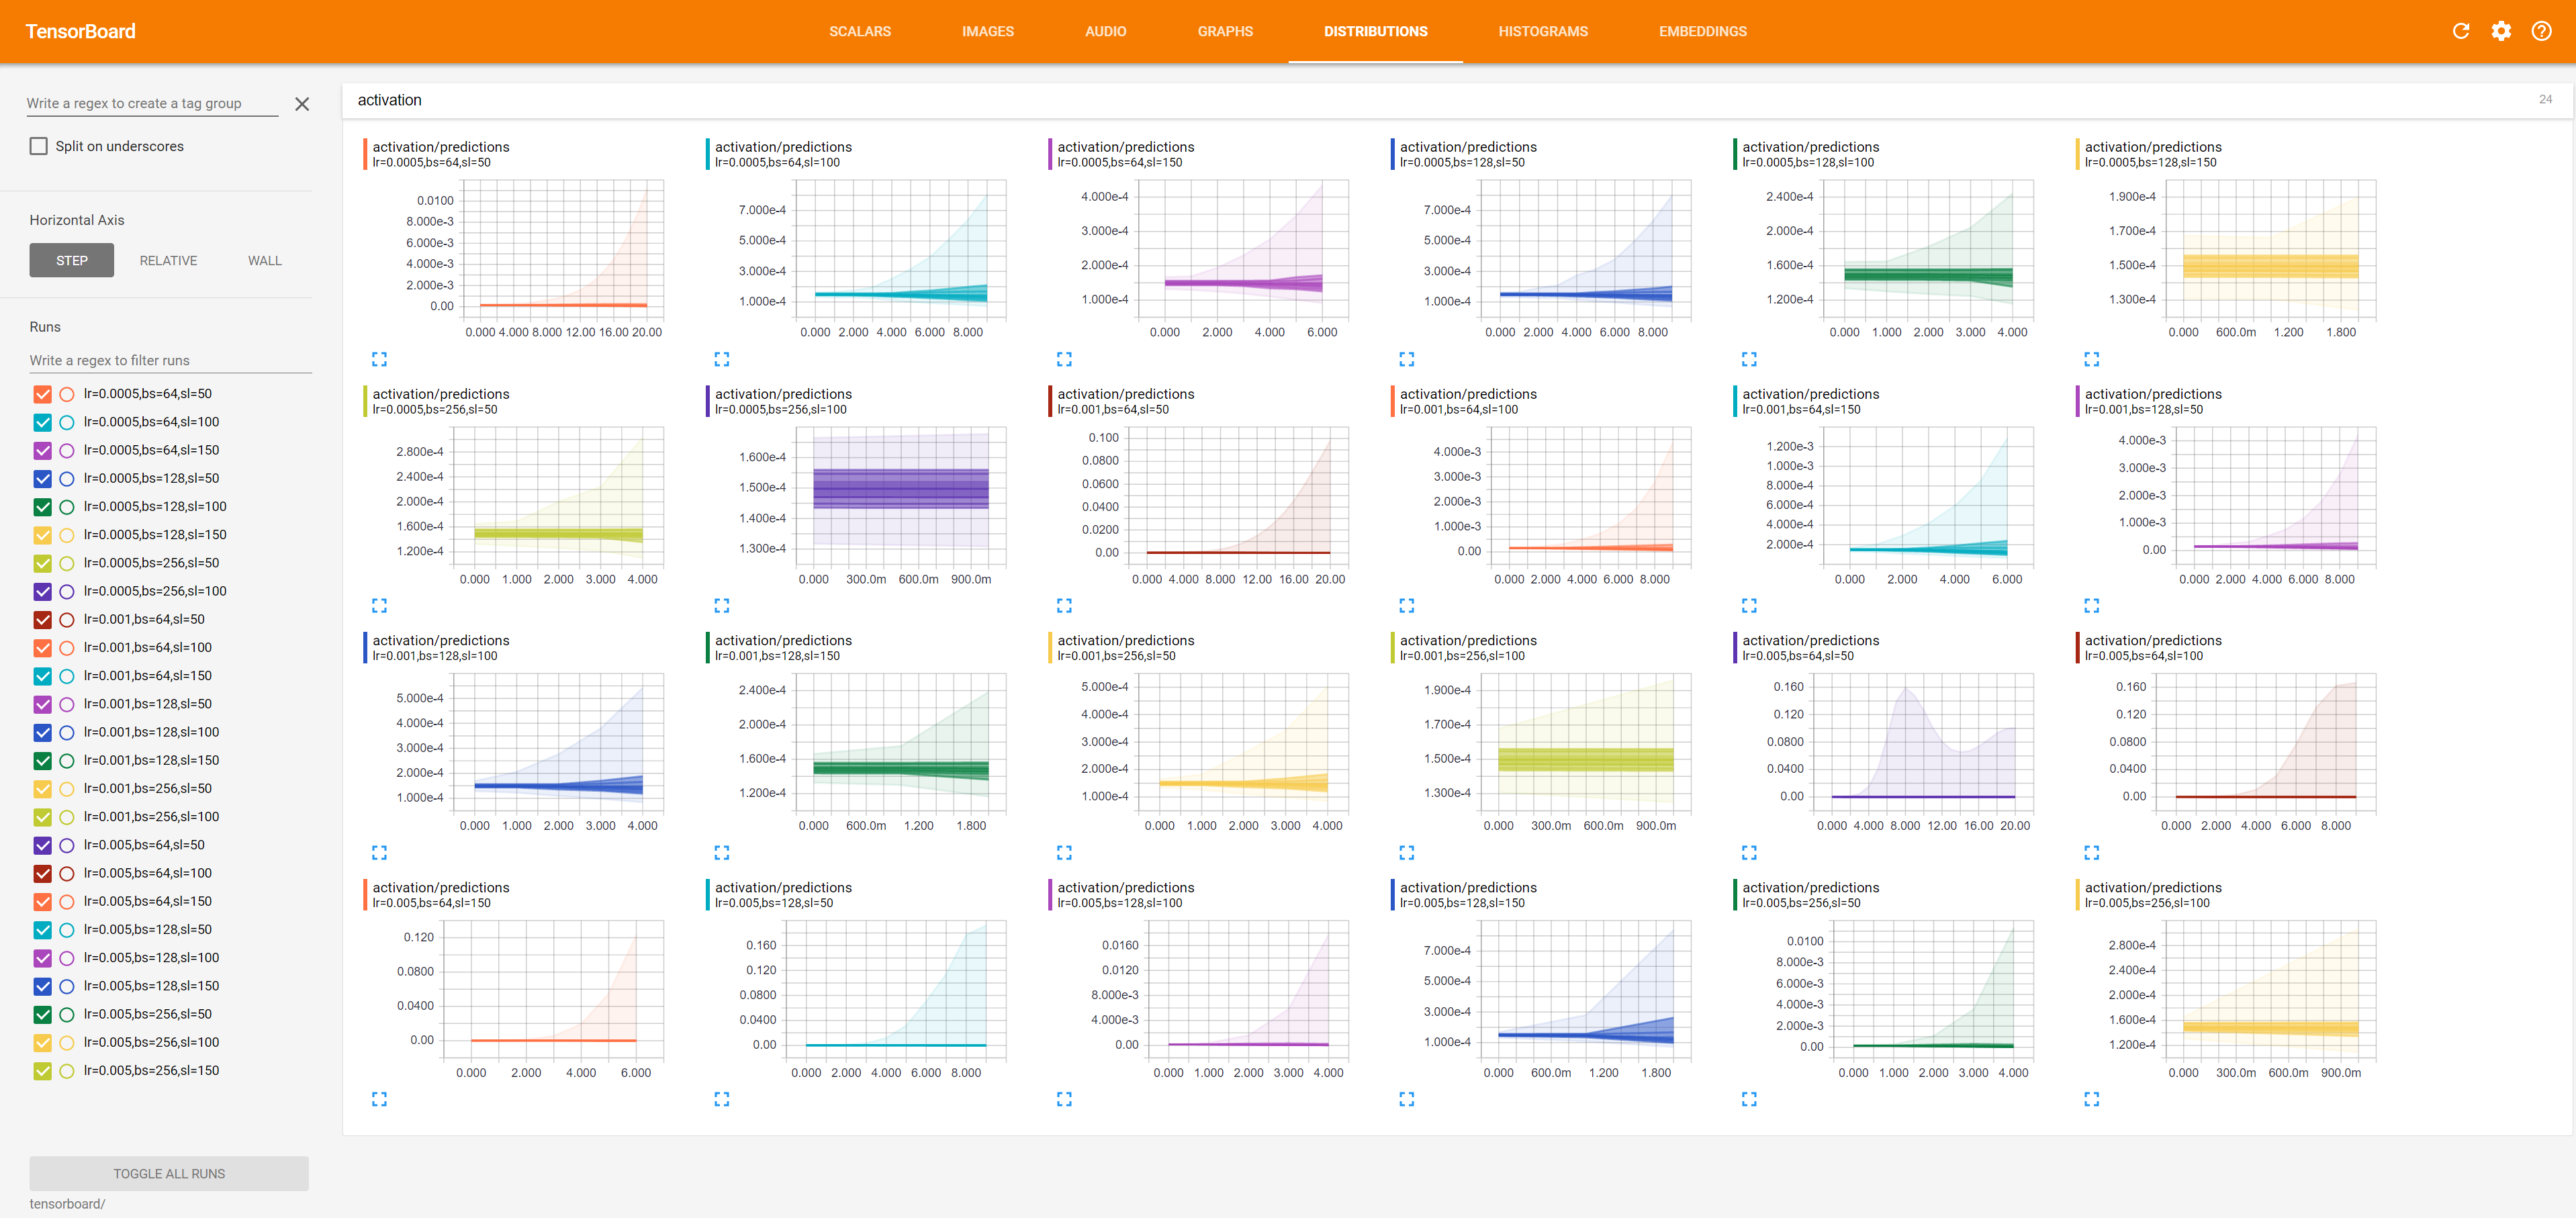 TensorBoard
SCALARS IMAGES AUDIO GRAPHS DISTRIBUTIONS HISTOGRAMS EMBEDDINGS
Write a regex to create a tag group
Split on underscores
Horizontal Axis
STEP RELATIVE WALL
Runs
Write a regex to filter runs
lr=0.0005,bs=64,sl=50
lr=0.0005,bs=64,sl=100
lr=0.0005,bs=64,sl=150
lr=0.0005,bs=128,sl=50
lr=0.0005,bs=128,sl=100
lr=0.0005,bs=128,sl=150
lr=0.0005,bs=256,sl=50
lr=0.0005,bs=256,sl=100
lr=0.001,bs=64,sl=50
lr=0.001,bs=64,sl=100
lr=0.001,bs=64,sl=150
lr=0.001,bs=128,sl=50
lr=0.001,bs=128,sl=100
lr=0.001,bs=128,sl=150
lr=0.001,bs=256,sl=50
lr=0.001,bs=256,sl=100
lr=0.005,bs=64,sl=50
lr=0.005,bs=64,sl=100
lr=0.005,bs=64,sl=150
lr=0.005,bs=128,sl=50
lr=0.005,bs=128,sl=100
lr=0.005,bs=128,sl=150
lr=0.005,bs=256,sl=50
lr=0.005,bs=256,sl=100
lr=0.005,bs=256,sl=150
TOGGLE ALL RUNS
tensorboard/
activation 24
activation/predictions
lr=0.0005,bs=64,sl=50
0.0100
8.000e-3
6.000e-3
4.000e-3
2.000e-3
0.00
0.000 4.000 8.000 12.00 16.00 20.00
activation/predictions
lr=0.0005,bs=64,sl=100
7.000e-4
5.000e-4
3.000e-4
1.000e-4
0.000 2.000 4.000 6.000 8.000
activation/predictions
lr=0.0005,bs=64,sl=150
4.000e-4
3.000e-4
2.000e-4
1.000e-4
0.000 2.000 4.000 6.000
activation/predictions
lr=0.0005,bs=128,sl=50
7.000e-4
5.000e-4
3.000e-4
1.000e-4
0.000 2.000 4.000 6.000 8.000
activation/predictions
lr=0.0005,bs=128,sl=100
2.400e-4
2.000e-4
1.600e-4
1.200e-4
0.000 1.000 2.000 3.000 4.000
activation/predictions
lr=0.0005,bs=128,sl=150
1.900e-4
1.700e-4
1.500e-4
1.300e-4
0.000 600.0m 1.200 1.800
activation/predictions
lr=0.0005,bs=256,sl=50
2.800e-4
2.400e-4
2.000e-4
1.600e-4
1.200e-4
0.000 1.000 2.000 3.000 4.000
activation/predictions
lr=0.0005,bs=256,sl=100
1.600e-4
1.500e-4
1.400e-4
1.300e-4
0.000 300.0m 600.0m 900.0m
activation/predictions
lr=0.001,bs=64,sl=50
0.100
0.0800
0.0600
0.0400
0.0200
0.00
0.000 4.000 8.000 12.00 16.00 20.00
activation/predictions
lr=0.001,bs=64,sl=100
4.000e-3
3.000e-3
2.000e-3
1.000e-3
0.00
0.000 2.000 4.000 6.000 8.000
activation/predictions
lr=0.001,bs=64,sl=150
1.200e-3
1.000e-3
8.000e-4
6.000e-4
4.000e-4
2.000e-4
0.000 2.000 4.000 6.000
activation/predictions
lr=0.001,bs=128,sl=50
4.000e-3
3.000e-3
2.000e-3
1.000e-3
0.00
0.000 2.000 4.000 6.000 8.000
activation/predictions
lr=0.001,bs=128,sl=100
5.000e-4
4.000e-4
3.000e-4
2.000e-4
1.000e-4
0.000 1.000 2.000 3.000 4.000
activation/predictions
lr=0.001,bs=128,sl=150
2.400e-4
2.000e-4
1.600e-4
1.200e-4
0.000 600.0m 1.200 1.800
activation/predictions
lr=0.001,bs=256,sl=50
5.000e-4
4.000e-4
3.000e-4
2.000e-4
1.000e-4
0.000 1.000 2.000 3.000 4.000
activation/predictions
lr=0.001,bs=256,sl=100
1.900e-4
1.700e-4
1.500e-4
1.300e-4
0.000 300.0m 600.0m 900.0m
activation/predictions
lr=0.005,bs=64,sl=50
0.160
0.120
0.0800
0.0400
0.00
0.000 4.000 8.000 12.00 16.00 20.00
activation/predictions
lr=0.005,bs=64,sl=100
0.160
0.120
0.0800
0.0400
0.00
0.000 2.000 4.000 6.000 8.000
activation/predictions
lr=0.005,bs=64,sl=150
0.120
0.0800
0.0400
0.00
0.000 2.000 4.000 6.000
activation/predictions
lr=0.005,bs=128,sl=50
0.160
0.120
0.0800
0.0400
0.00
0.000 2.000 4.000 6.000 8.000
activation/predictions
lr=0.005,bs=128,sl=100
0.0160
0.0120
8.000e-3
4.000e-3
0.00
0.000 1.000 2.000 3.000 4.000
activation/predictions
lr=0.005,bs=128,sl=150
7.000e-4
5.000e-4
3.000e-4
1.000e-4
0.000 600.0m 1.200 1.800
activation/predictions
lr=0.005,bs=256,sl=50
0.0100
8.000e-3
6.000e-3
4.000e-3
2.000e-3
0.00
0.000 1.000 2.000 3.000 4.000
activation/predictions
lr=0.005,bs=256,sl=100
2.800e-4
2.400e-4
2.000e-4
1.600e-4
1.200e-4
0.000 300.0m 600.0m 900.0m